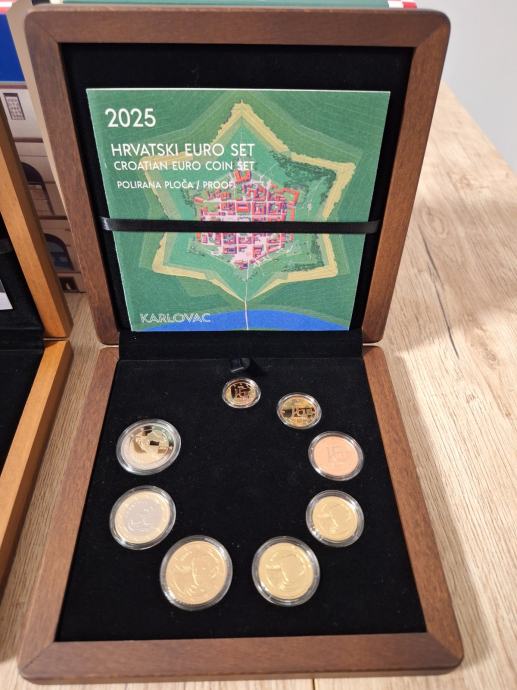 2025
HRVATSKI EURO SET
CROATIAN EURO COIN SET
POLIRANA PLOČA / PROOF
KARLOVAC